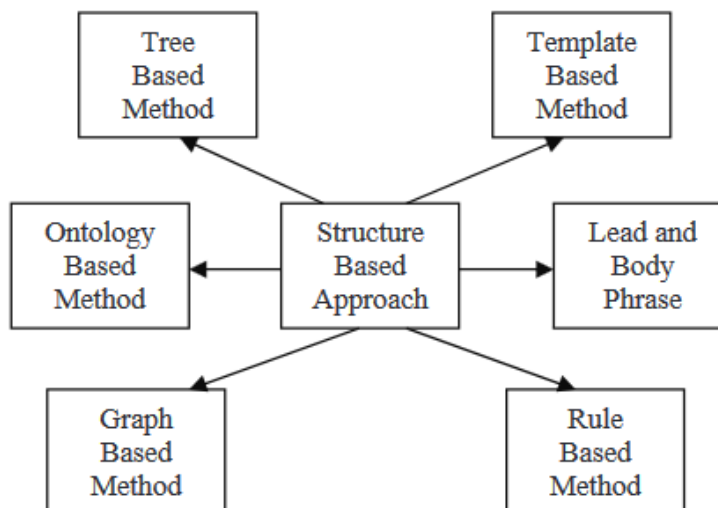 Tree
Based
Method
Template
Based
Method
Ontology
Based
Method
Structure
Based
Approach
Lead and
Body
Phrase
Graph
Based
Method
Rule
Based
Method